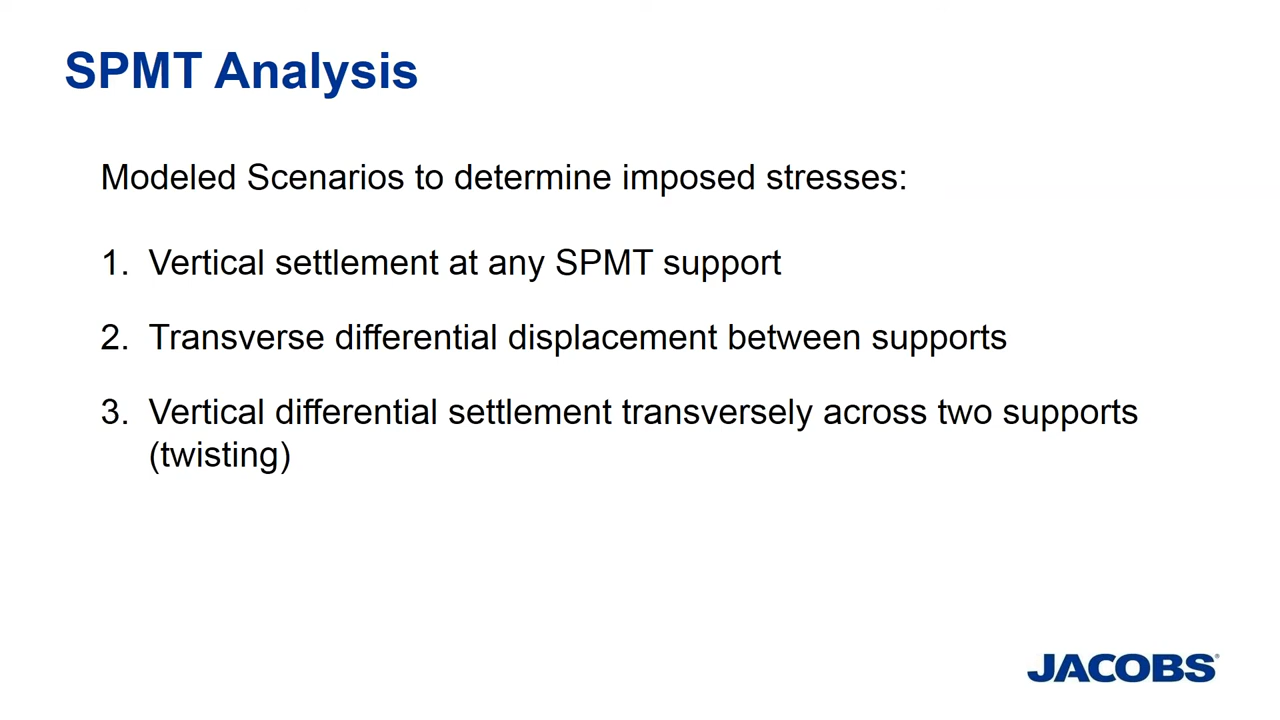 SPMT Analysis
Modeled Scenarios to determine imposed stresses:
1. Vertical settlement at any SPMT support
2. Transverse differential displacement between supports
3. Vertical differential settlement transversely across two supports
(twisting)
JACOBS®